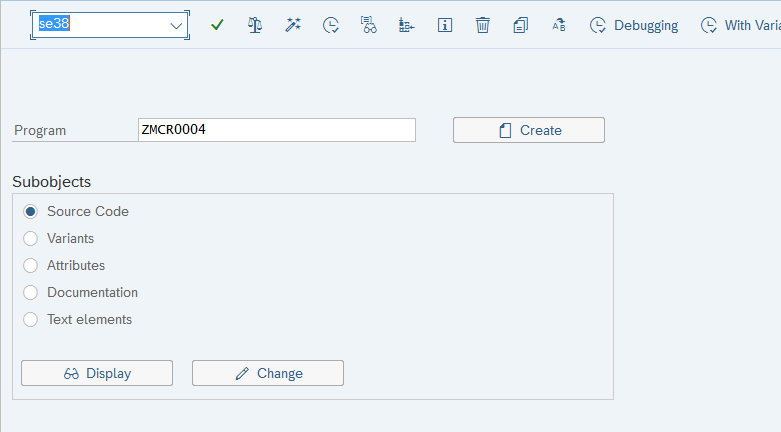 se38 Debugging With Varia
Program ZMCR0004 Create
Subobjects
Source Code
Variants
Attributes
Documentation
Text elements
Display Change